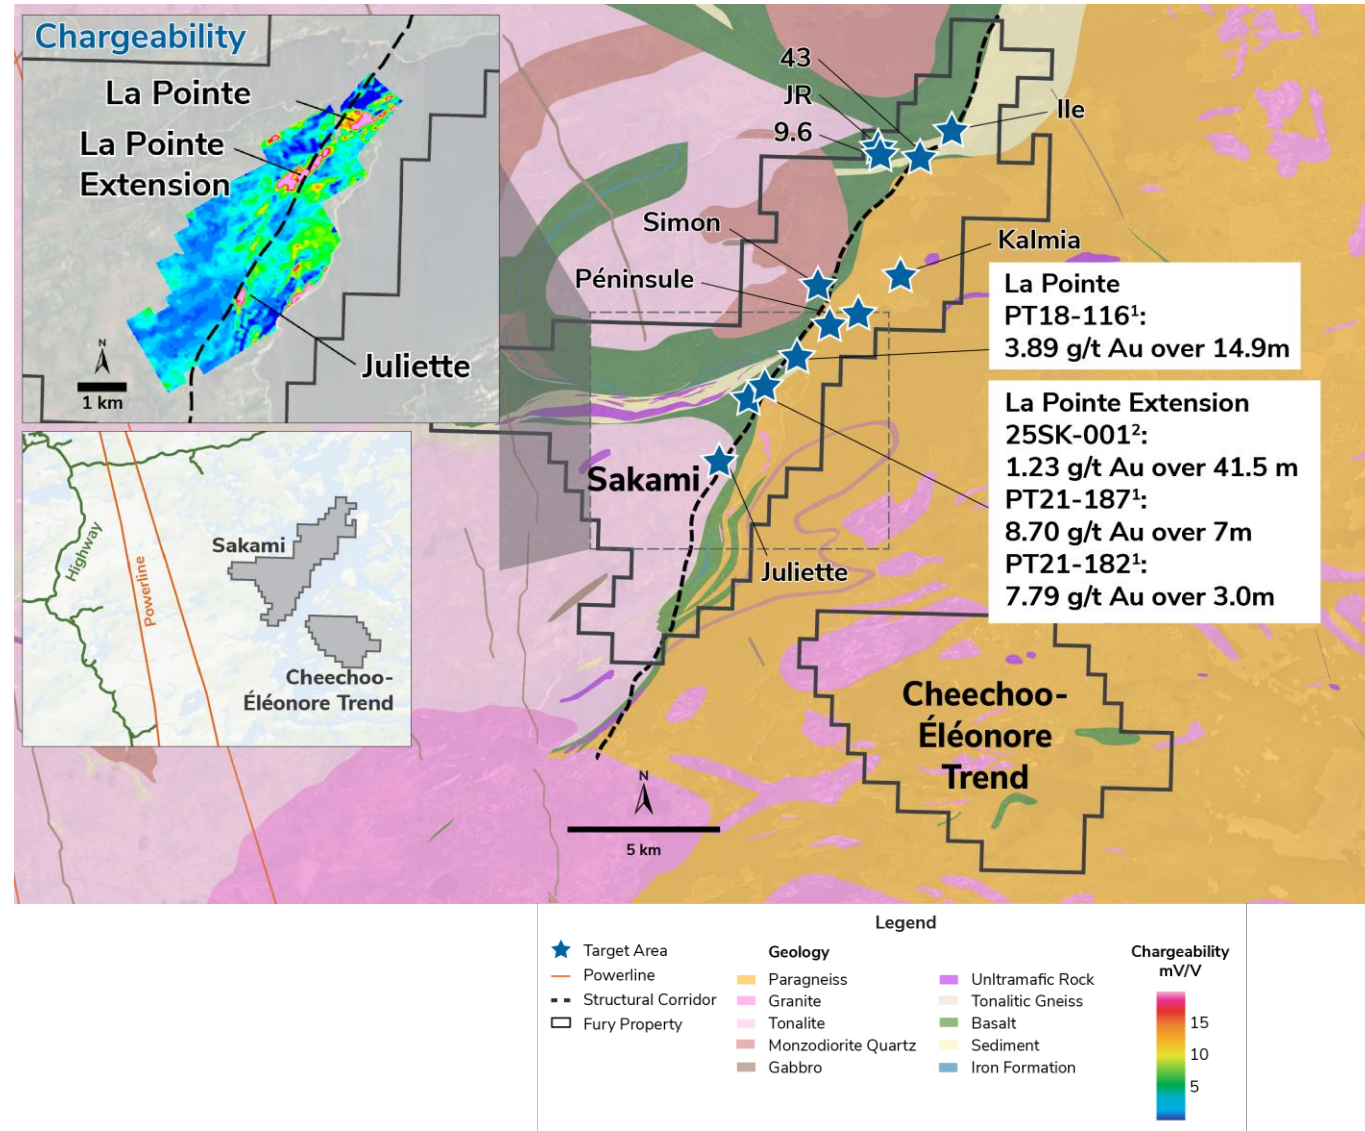 Chargeability
La Pointe
La Pointe
Extension
Juliette
N
1 km
43
JR
9.6
Ile
Simon
Kalmia
Péninsule
La Pointe
PT18-116¹:
3.89 g/t Au over 14.9m
La Pointe Extension
25SK-001²:
1.23 g/t Au over 41.5 m
PT21-187¹:
8.70 g/t Au over 7m
PT21-182¹:
7.79 g/t Au over 3.0m
Sakami
Juliette
Highway
Powerline
Sakami
Cheechoo-
Éléonore Trend
Cheechoo-
Éléonore
Trend
N
5 km
Legend
Target Area
Powerline
Structural Corridor
Fury Property
Geology
Paragneiss
Granite
Tonalite
Monzodiorite Quartz
Gabbro
Unltramafic Rock
Tonalitic Gneiss
Basalt
Sediment
Iron Formation
Chargeability
mV/V
15
10
5